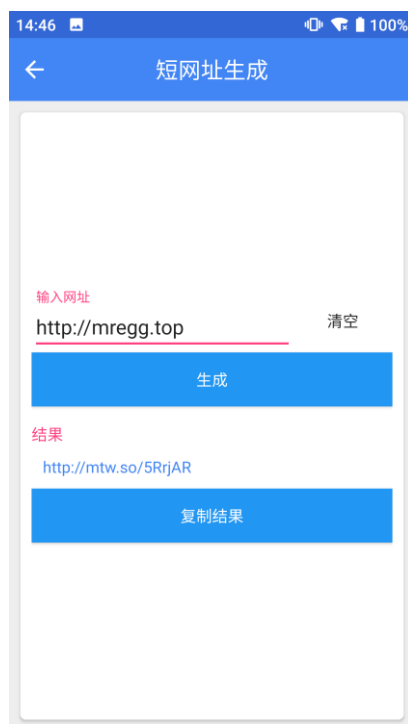 14:46 100%
短网址生成
输入网址
http://mregg.top 清空
生成
结果
http://mtw.so/5RrjAR
复制结果